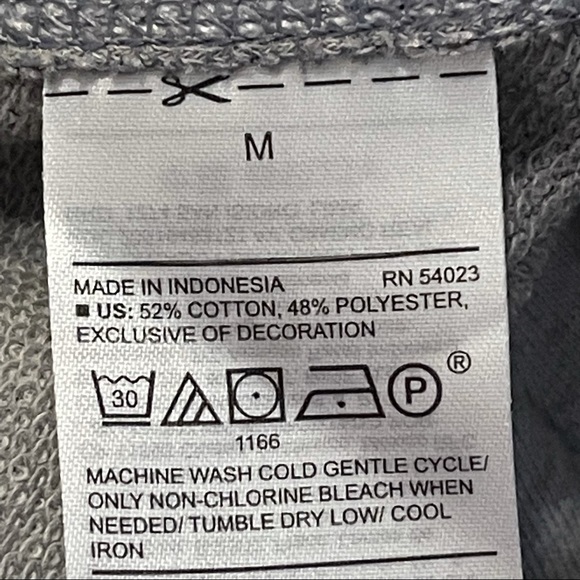 M
MADE IN INDONESIA RN 54023
US: 52% COTTON, 48% POLYESTER,
EXCLUSIVE OF DECORATION
30 P ®
1166
MACHINE WASH COLD GENTLE CYCLE/
ONLY NON-CHLORINE BLEACH WHEN
NEEDED/ TUMBLE DRY LOW/ COOL
IRON